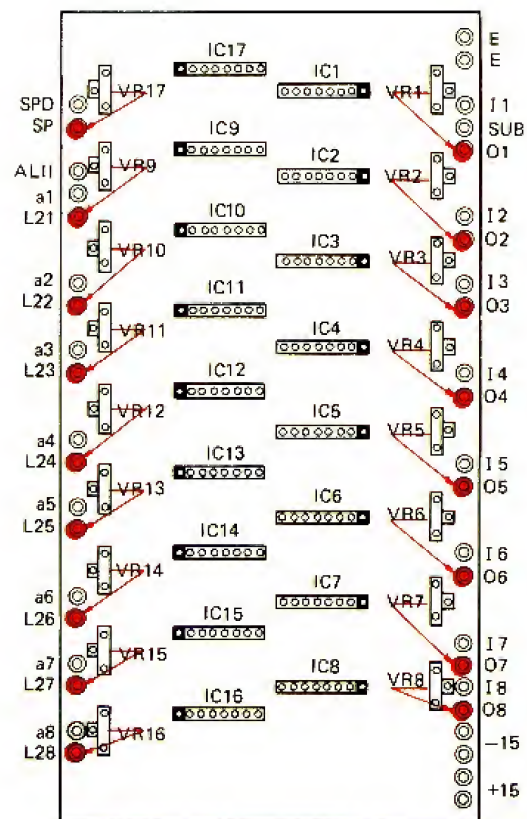 IC17
E
E
VR17
IC1
VR1
SPD
I1
SP
SUB
IC9
O1
ALII
VR9
IC2
VR2
a1
L21
IC10
I2
O2
VR10
IC3
VR3
a2
I3
L22
IC11
O3
VR11
IC4
VR4
a3
L23
IC12
I4
O4
VR12
IC5
VR5
a4
L24
IC13
I5
O5
VR13
a5
IC6
VR6
L25
IC14
I6
VR14
O6
a6
IC7
VR7
L26
IC15
I7
VR15
a7
O7
L27
IC8
VR8
I8
IC16
O8
a8
VR16
-15
L28
+15